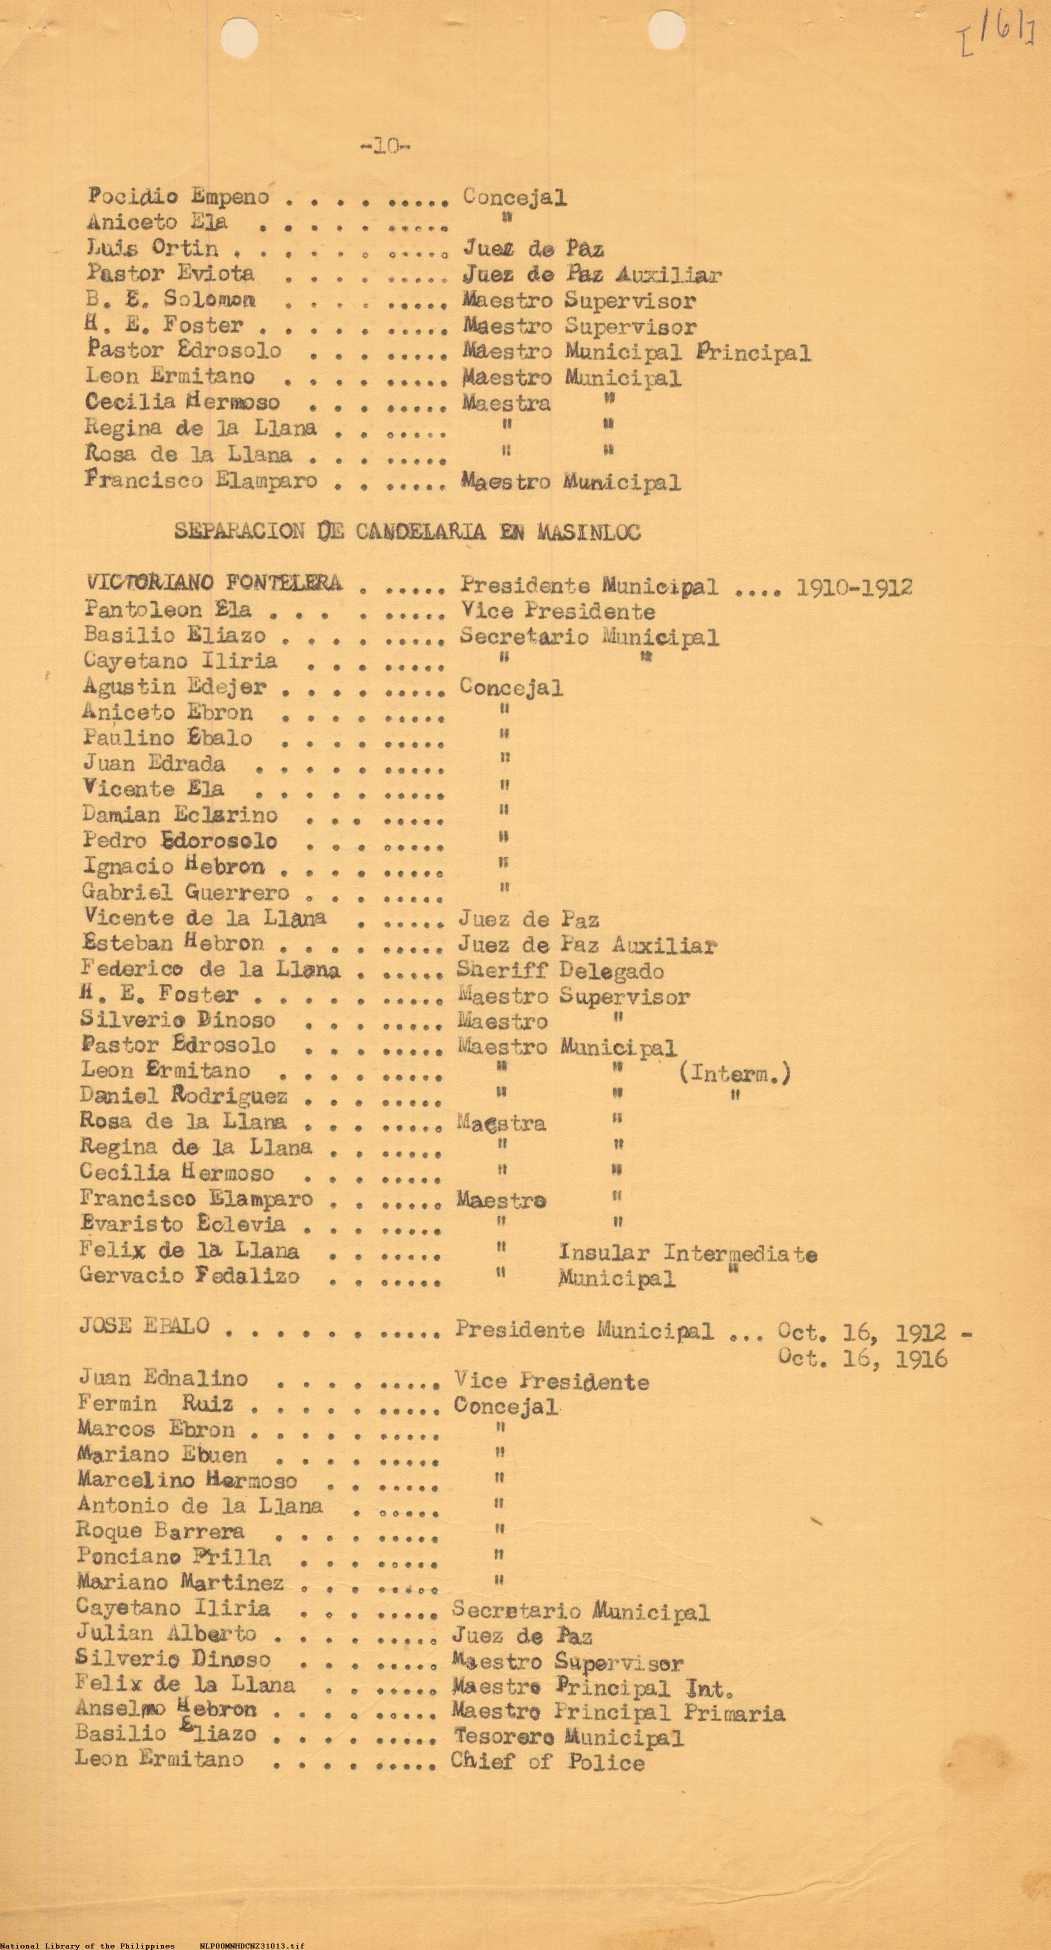 [161]
-10-
Pocidio Empeno . . . . ..... Concejal
Aniceto Ela . . . . . ..... "
Luis Ortin . . . . . . ..... Juez de Paz
Pastor Eviota . . . . ..... Juez de Paz Auxiliar
B. E. Solomon . . . . ..... Maestro Supervisor
H. E. Foster . . . . . ..... Maestro Supervisor
Pastor Edrosolo . . . ..... Maestro Municipal Principal
Leon Ermitano . . . . ..... Maestro Municipal
Cecilia Hermoso . . . ..... Maestra "
Regina de la Llana . . ..... " "
Rosa de la Llana . . . ..... " "
Francisco Elamparo . . ..... Maestro Municipal
SEPARACION DE CANDELARIA EN MASINLOC
VICTORIANO FONTELERA . ..... Presidente Municipal .... 1910-1912
Pantoleon Ela . . . . ..... Vice Presidente
Basilio Eliazo . . . . ..... Secretario Municipal
Cayetano Iliria . . . ..... " "
Agustin Edejer . . . . ..... Concejal
Aniceto Ebron . . . . ..... "
Paulino Ebalo . . . . ..... "
Juan Edrada . . . . . ..... "
Vicente Ela . . . . . ..... "
Damian Eclarino . . . ..... "
Pedro Edorosolo . . . ..... "
Ignacio Hebron . . . . ..... "
Gabriel Guerrero . . . ..... "
Vicente de la Llana . ..... Juez de Paz
Esteban Hebron . . . . ..... Juez de Paz Auxiliar
Federico de la Llana . ..... Sheriff Delegado
H. E. Foster . . . . . ..... Maestro Supervisor
Silverio Dinoso . . . ..... Maestro "
Pastor Edrosolo . . . ..... Maestro Municipal
Leon Ermitano . . . . ..... " " (Interm.)
Daniel Rodriguez . . . ..... " " "
Rosa de la Llana . . . ..... Maestra "
Regina de la Llana . . ..... " "
Cecilia Hermoso . . . ..... " "
Francisco Elamparo . . ..... Maestro "
Evaristo Eclevia . . . ..... " "
Felix de la Llana . . ..... " Insular Intermediate
Gervacio Fedalizo . . ..... " Municipal "
JOSE EBALO . . . . . . ..... Presidente Municipal ... Oct. 16, 1912 -
Oct. 16, 1916
Juan Ednalino . . . . ..... Vice Presidente
Fermin Ruiz . . . . . ..... Concejal
Marcos Ebron . . . . . ..... "
Mariano Ebuen . . . . ..... "
Marcelino Hermoso . . ..... "
Antonio de la Llana . ..... "
Roque Barrera . . . . ..... "
Ponciano Prilla . . . ..... "
Mariano Martinez . . . ..... "
Cayetano Iliria . . . ..... Secretario Municipal
Julian Alberto . . . . ..... Juez de Paz
Silverio Dinoso . . . ..... Maestro Supervisor
Felix de la Llana . . ..... Maestro Principal Int.
Anselmo Hebron . . . . ..... Maestro Principal Primaria
Basilio Eliazo . . . . ..... Tesorero Municipal
Leon Ermitano . . . . ..... Chief of Police
National Library of the Philippines NLP00MNHDCNZ31013.tif